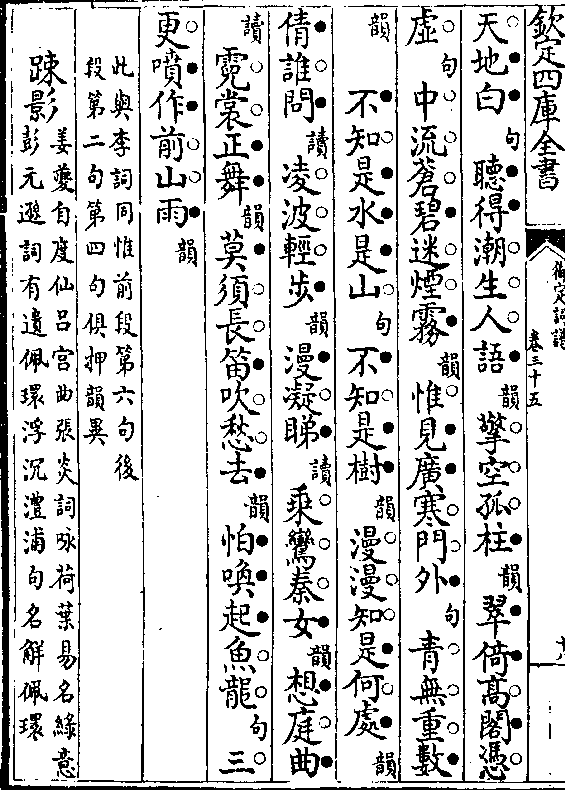 欽定四庫全書
御定詞譜
卷三十五
天地白句聽得潮生人語韻擎空孤柱韻翠倚髙閣憑
虛句中流蒼碧迷煙霧韻惟見廣寒門外句青無重數
韻不知是水是山句不知是樹韻漫漫知是何處韻
倩誰問讀凌波輕步韻漫凝睇讀乘鸞秦女韻想庭曲
讀霓裳正舞韻莫須長笛吹愁去韻怕喚起魚龍句三
更噴作前山雨韻
此與李詞同惟前段第六句後
段第二句第四句俱押韻異
疎影
姜夔自度仙呂宮曲張炎詞咏荷葉易名綠意
彭元遜詞有遺佩環浮沉澧浦句名解佩環